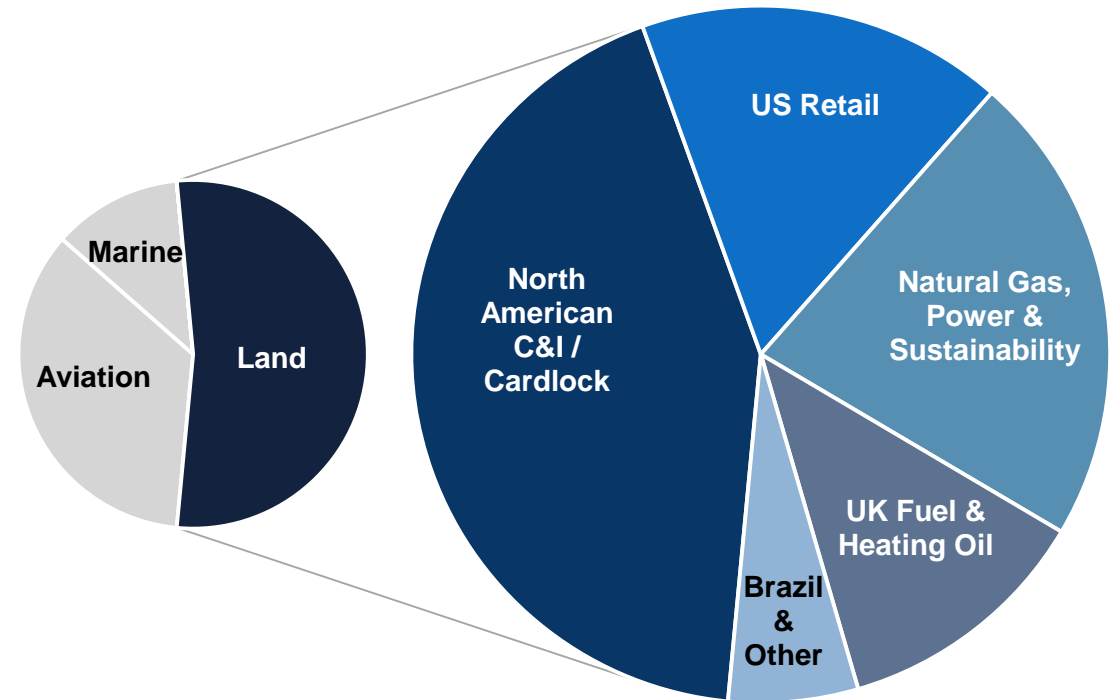 Marine
Aviation
Land
North
American
C&I /
Cardlock
US Retail
Natural Gas,
Power &
Sustainability
UK Fuel &
Heating Oil
Brazil
&
Other